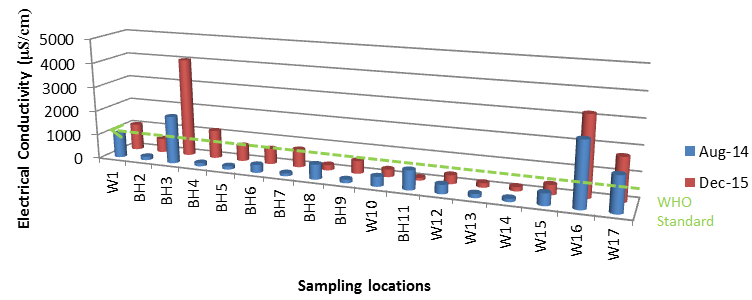 Electrical Conductivity (µS/cm)
5000
4000
3000
2000
1000
0
W1
BH2
BH3
BH4
BH5
BH6
BH7
BH8
BH9
W10
BH11
W12
W13
W14
W15
W16
W17
Aug-14
Dec-15
WHO
Standard
Sampling locations